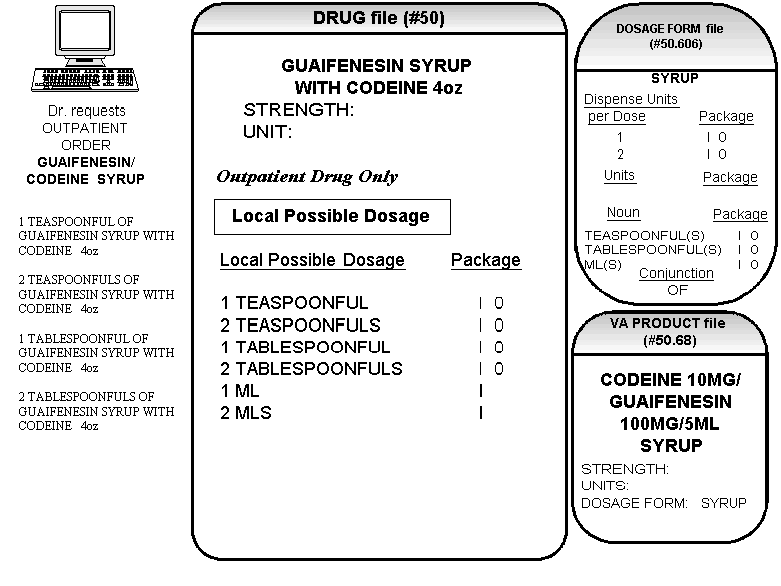 Dr. requests
OUTPATIENT
ORDER
GUAIFENESIN/
CODEINE SYRUP
1 TEASPOONFUL OF
GUAIFENESIN SYRUP WITH
CODEINE 4oz
2 TEASPOONFULS OF
GUAIFENESIN SYRUP WITH
CODEINE 4oz
1 TABLESPOONFUL OF
GUAIFENESIN SYRUP WITH
CODEINE 4oz
2 TABLESPOONFULS OF
GUAIFENESIN SYRUP WITH
CODEINE 4oz
DRUG file (#50)
GUAIFENESIN SYRUP
WITH CODEINE 4oz
STRENGTH:
UNIT:
Outpatient Drug Only
Local Possible Dosage
Local Possible Dosage Package
1 TEASPOONFUL I O
2 TEASPOONFULS I O
1 TABLESPOONFUL I O
2 TABLESPOONFULS I O
1 ML I
2 MLS I
DOSAGE FORM file
(#50.606)
SYRUP
Dispense Units
per Dose Package
1 I O
2 I O
Units Package
Noun Package
TEASPOONFUL(S) I O
TABLESPOONFUL(S) I O
ML(S) I O
Conjunction
OF
VA PRODUCT file
(#50.68)
CODEINE 10MG/
GUAIFENESIN
100MG/5ML
SYRUP
STRENGTH:
UNITS:
DOSAGE FORM: SYRUP